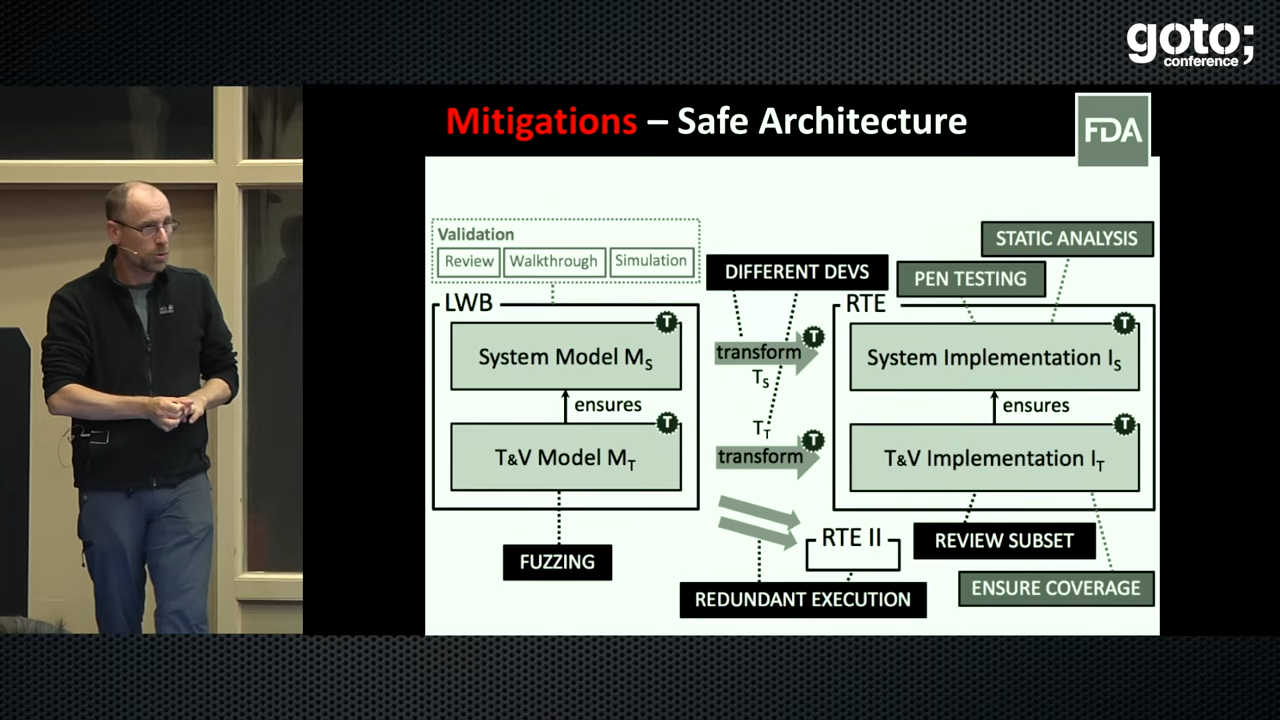 goto;
conference
Mitigations – Safe Architecture
FDA
Validation
Review
Walkthrough
Simulation
DIFFERENT DEVS
STATIC ANALYSIS
PEN TESTING
LWB
RTE
System Model MS
T
transform
T
TS
System Implementation IS
T
ensures
ensures
T&V Model MT
T
TT
transform
T
T&V Implementation IT
T
FUZZING
RTE II
REVIEW SUBSET
REDUNDANT EXECUTION
ENSURE COVERAGE